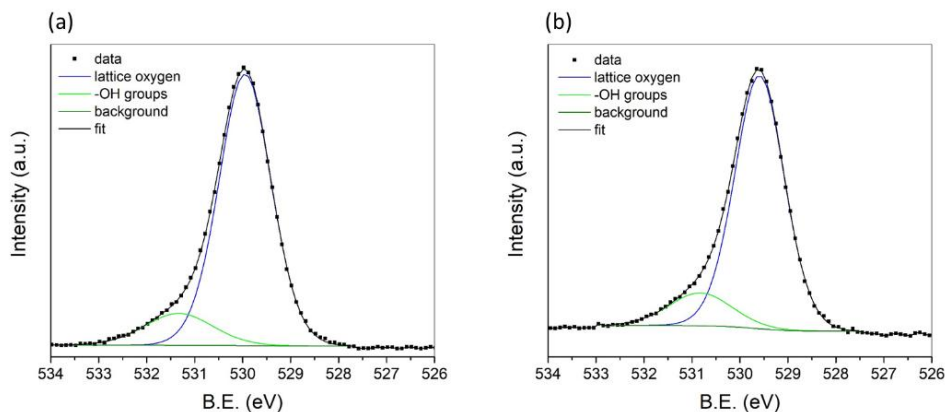 (a)
data
lattice oxygen
-OH groups
background
fit
Intensity (a.u.)
534 533 532 531 530 529 528 527 526
B.E. (eV)
(b)
data
lattice oxygen
-OH groups
background
fit
Intensity (a.u.)
534 533 532 531 530 529 528 527 526
B.E. (eV)